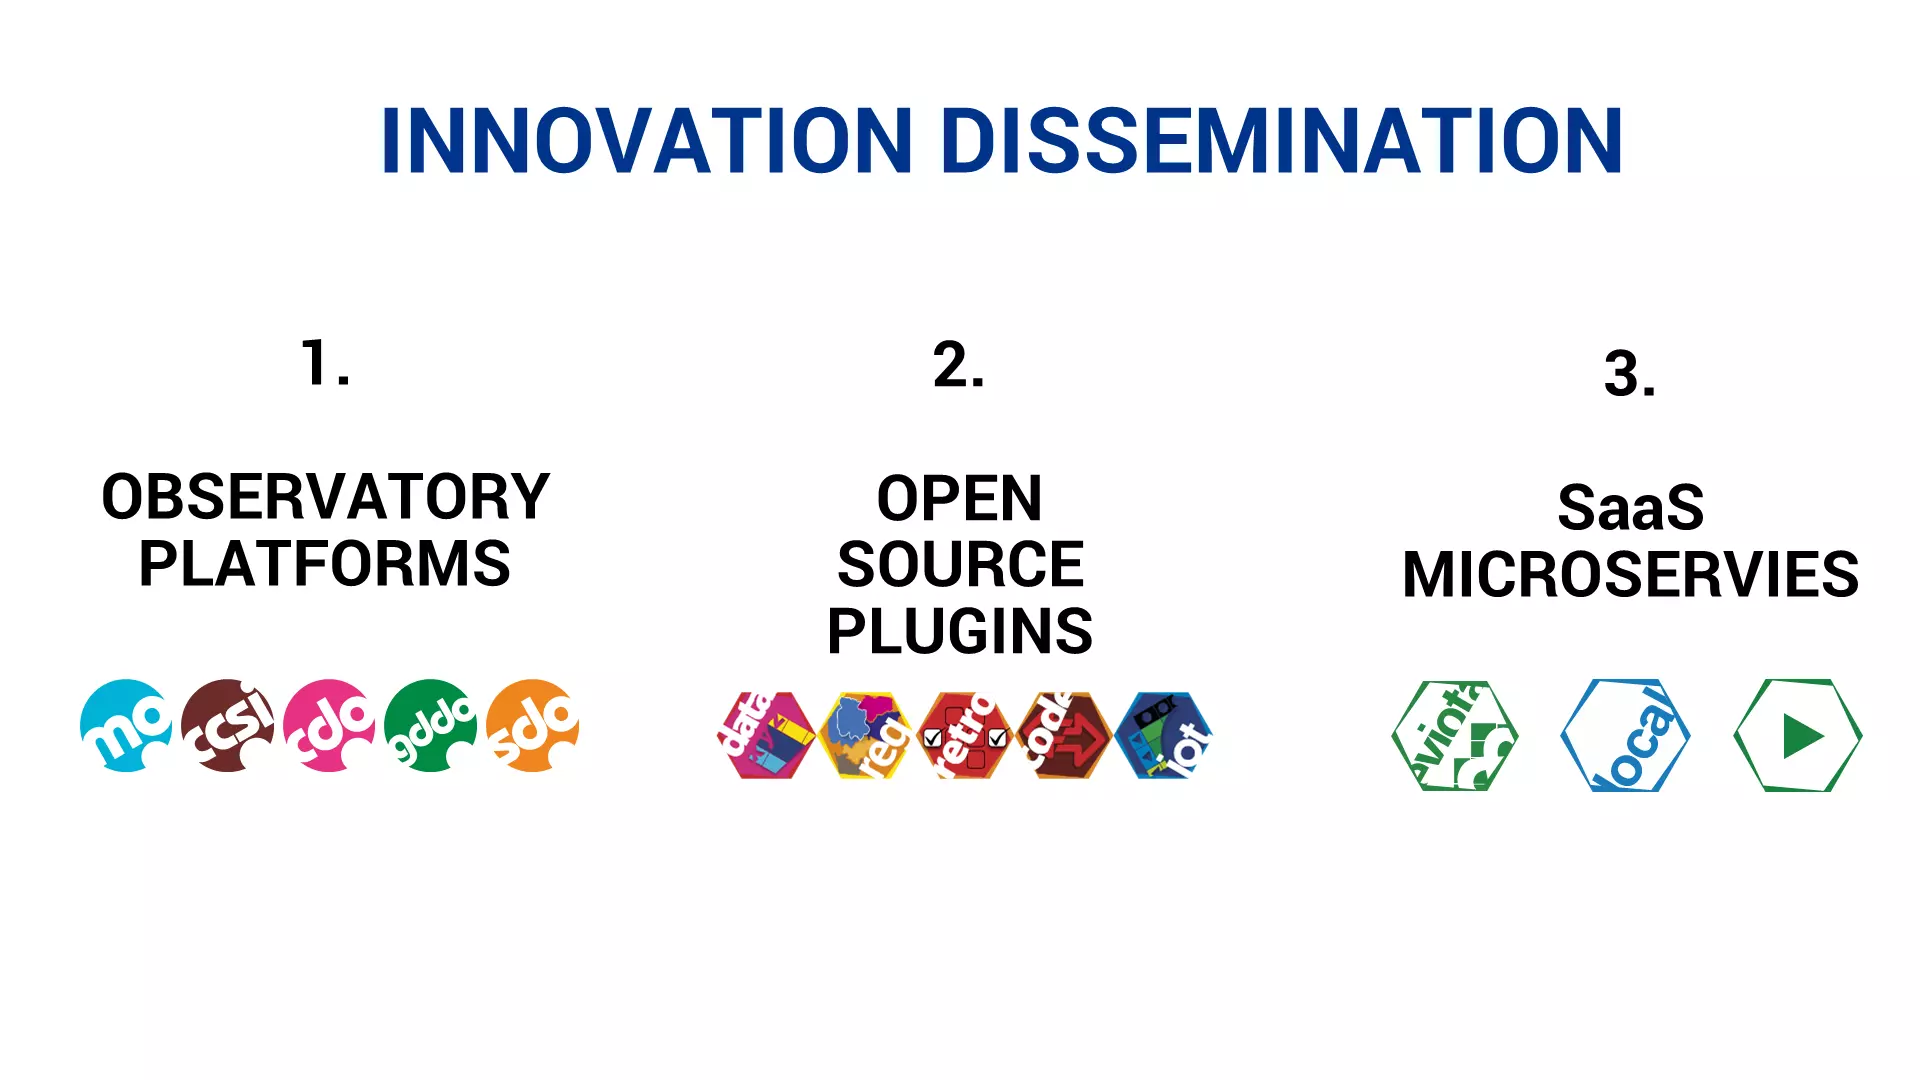 INNOVATION DISSEMINATION
1.
OBSERVATORY
PLATFORMS
mo
ccsi
cdo
gddo
sdo
2.
OPEN
SOURCE
PLUGINS
data
reg
retro
code
iot
3.
SaaS
MICROSERVIES
eviota
local